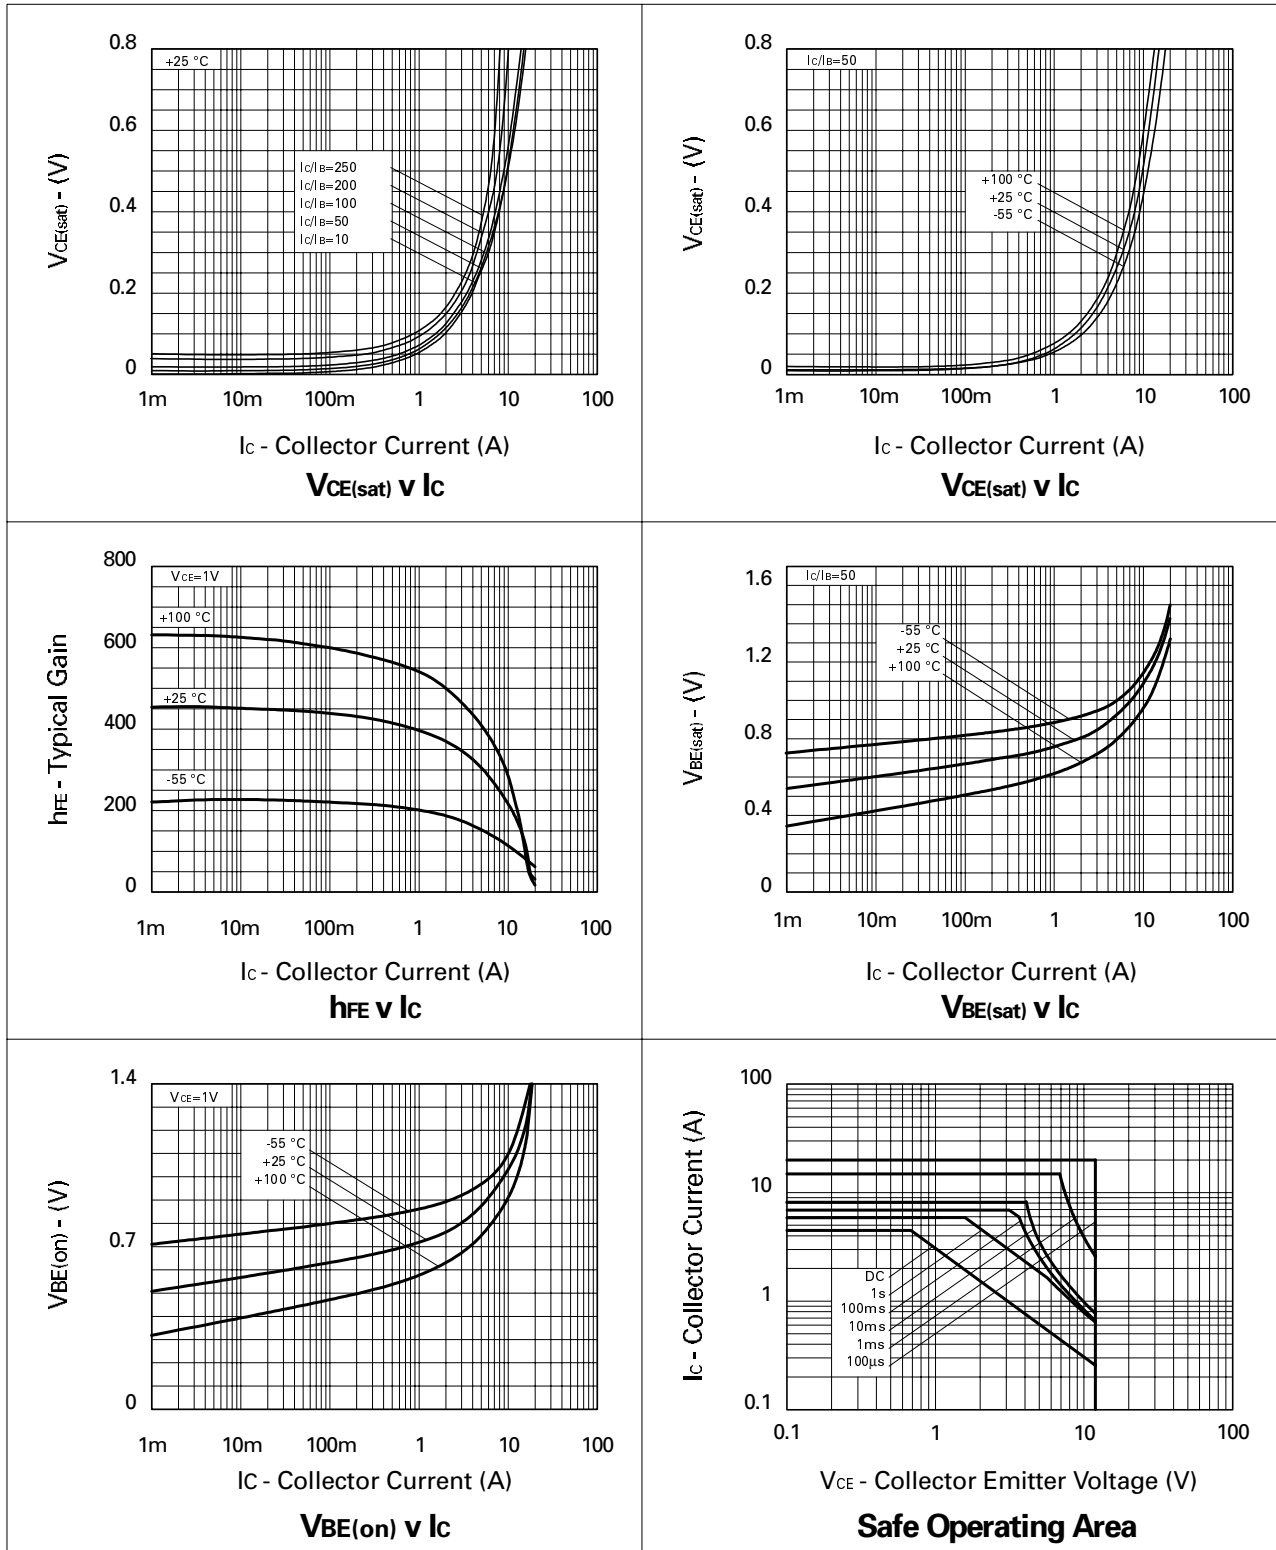 0.8
+25 °C
0.6
IC/IB=250
IC/IB=200
IC/IB=100
IC/IB=50
IC/IB=10
0.4
0.2
0
VCE(sat) - (V)
1m 10m 100m 1 10 100
IC - Collector Current (A)
VCE(sat) v IC
0.8
IC/IB=50
0.6
+100 °C
+25 °C
-55 °C
0.4
0.2
0
VCE(sat) - (V)
1m 10m 100m 1 10 100
IC - Collector Current (A)
VCE(sat) v IC
800
VCE=1V
+100 °C
600
+25 °C
400
-55 °C
200
0
hFE - Typical Gain
1m 10m 100m 1 10 100
IC - Collector Current (A)
hFE v IC
1.6
IC/IB=50
-55 °C
+25 °C
+100 °C
1.2
0.8
0.4
0
VBE(sat) - (V)
1m 10m 100m 1 10 100
IC - Collector Current (A)
VBE(sat) v IC
1.4
VCE=1V
-55 °C
+25 °C
+100 °C
0.7
0
VBE(on) - (V)
1m 10m 100m 1 10 100
IC - Collector Current (A)
VBE(on) v IC
100
10
1
0.1
IC - Collector Current (A)
DC
1s
100ms
10ms
1ms
100µs
0.1 1 10 100
VCE - Collector Emitter Voltage (V)
Safe Operating Area